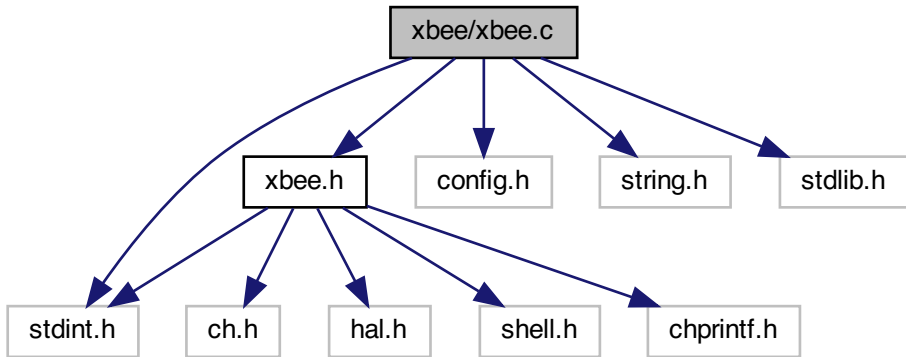 xbee/xbee.c
xbee.h
config.h
string.h
stdlib.h
stdint.h
ch.h
hal.h
shell.h
chprintf.h